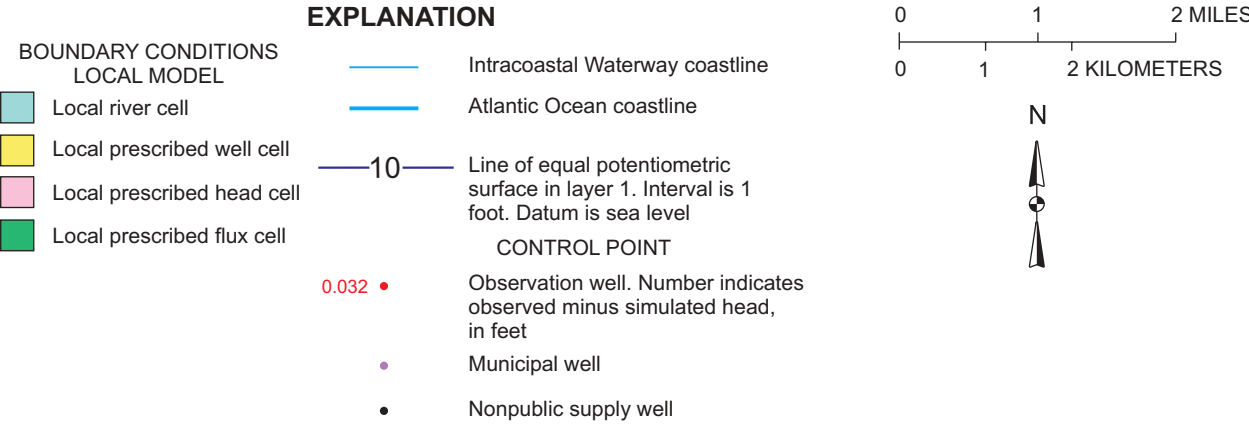 EXPLANATION
BOUNDARY CONDITIONS
LOCAL MODEL
Local river cell
Local prescribed well cell
Local prescribed head cell
Local prescribed flux cell
Intracoastal Waterway coastline
Atlantic Ocean coastline
10
Line of equal potentiometric
surface in layer 1. Interval is 1
foot. Datum is sea level
CONTROL POINT
0.032
Observation well. Number indicates
observed minus simulated head,
in feet
Municipal well
Nonpublic supply well
0 1 2 MILES
0 1 2 KILOMETERS
N